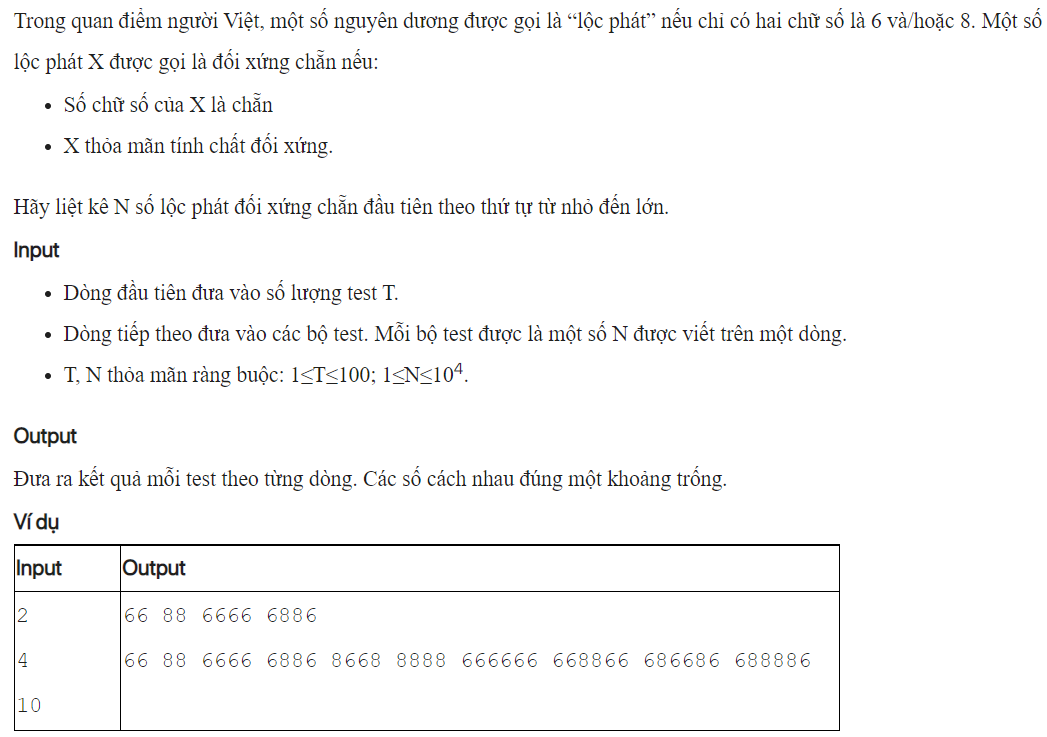 Trong quan điểm người Việt, một số nguyên dương được gọi là “lộc phát” nếu chỉ có hai chữ số là 6 và/hoặc 8. Một số
lộc phát X được gọi là đối xứng chẵn nếu:
• Số chữ số của X là chẵn
• X thỏa mãn tính chất đối xứng.
Hãy liệt kê N số lộc phát đối xứng chẵn đầu tiên theo thứ tự từ nhỏ đến lớn.
Input
• Dòng đầu tiên đưa vào số lượng test T.
• Dòng tiếp theo đưa vào các bộ test. Mỗi bộ test được là một số N được viết trên một dòng.
• T, N thỏa mãn ràng buộc: 1≤T≤100; 1≤N≤10⁴.
Output
Đưa ra kết quả mỗi test theo từng dòng. Các số cách nhau đúng một khoảng trống.
Ví dụ
Input Output
2 66 88 6666 6886
4 66 88 6666 6886 8668 8888 666666 668866 686686 688886
10